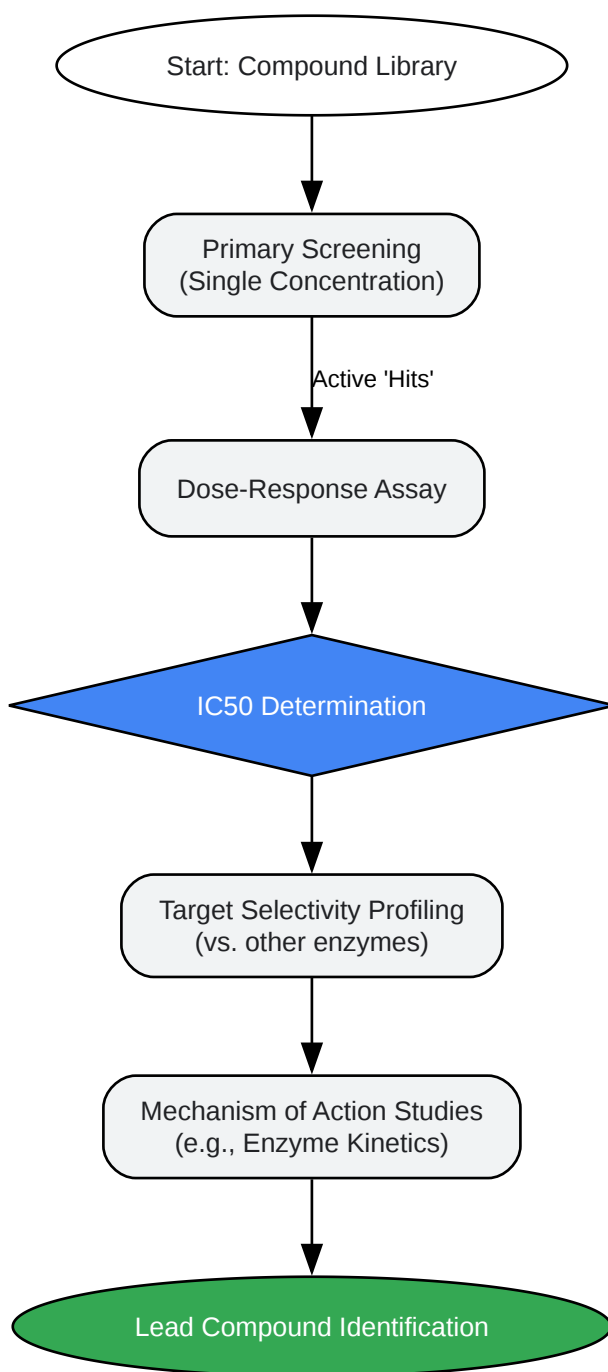 Start: Compound Library
Primary Screening
(Single Concentration)
Active 'Hits'
Dose-Response Assay
IC50 Determination
Target Selectivity Profiling
(vs. other enzymes)
Mechanism of Action Studies
(e.g., Enzyme Kinetics)
Lead Compound Identification